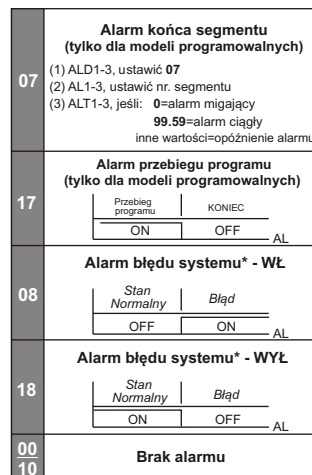 07
Alarm końca segmentu
(tylko dla modeli programowalnych)
(1) ALD1-3, ustawić 07
(2) AL1-3, ustawić nr. segmentu
(3) ALT1-3, jeśli: 0=alarm migający
99.59=alarm ciągły
inne wartości=opóźnienie alarmu
17
Alarm przebiegu programu
(tylko dla modeli programowalnych)
Przebieg programu KONIEC
ON OFF AL
08
Alarm błędu systemu* - WŁ
Stan Normalny Błąd
OFF ON AL
18
Alarm błędu systemu* - WYŁ
Stan Normalny Błąd
ON OFF AL
00
10
Brak alarmu